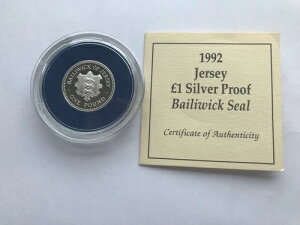 BAILIWICK OF JERSEY
ONE POUND
1992
Jersey
£1 Silver Proof
Bailiwick Seal
Certificate of Authenticity